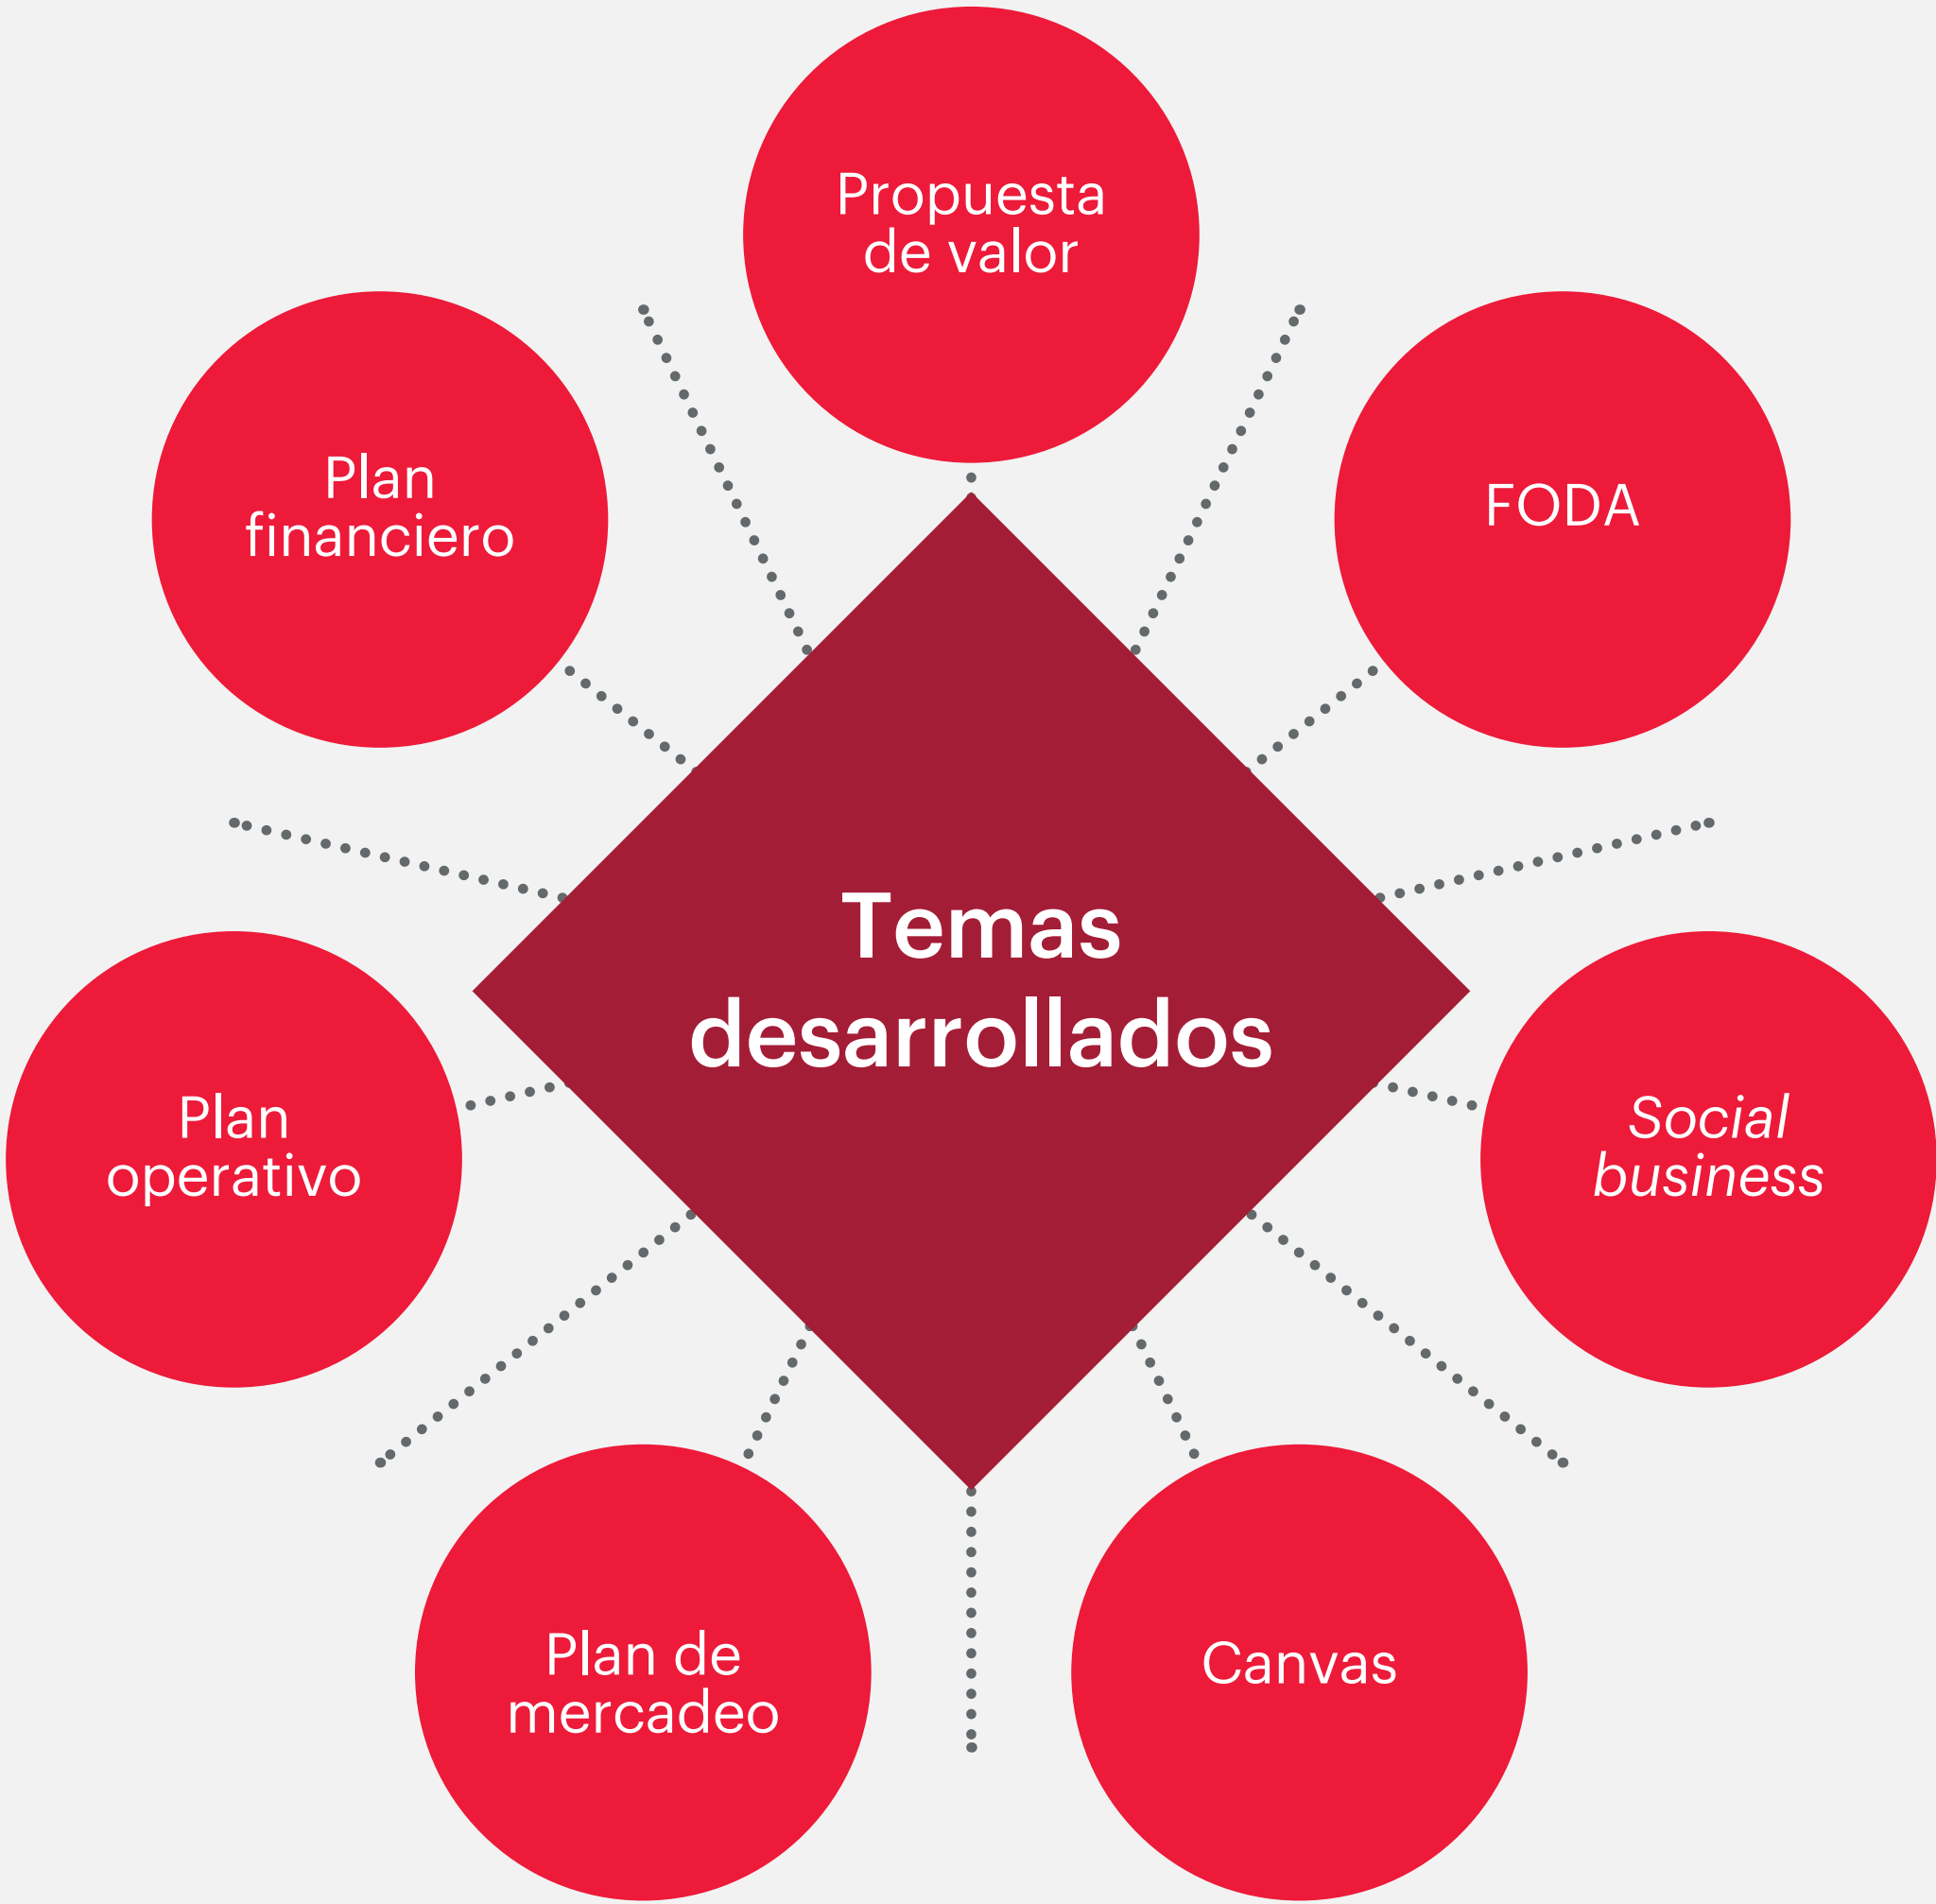 Propuesta
de valor
Plan
financiero
FODA
Temas
desarrollados
Plan
operativo
Social
business
Plan de
mercadeo
Canvas